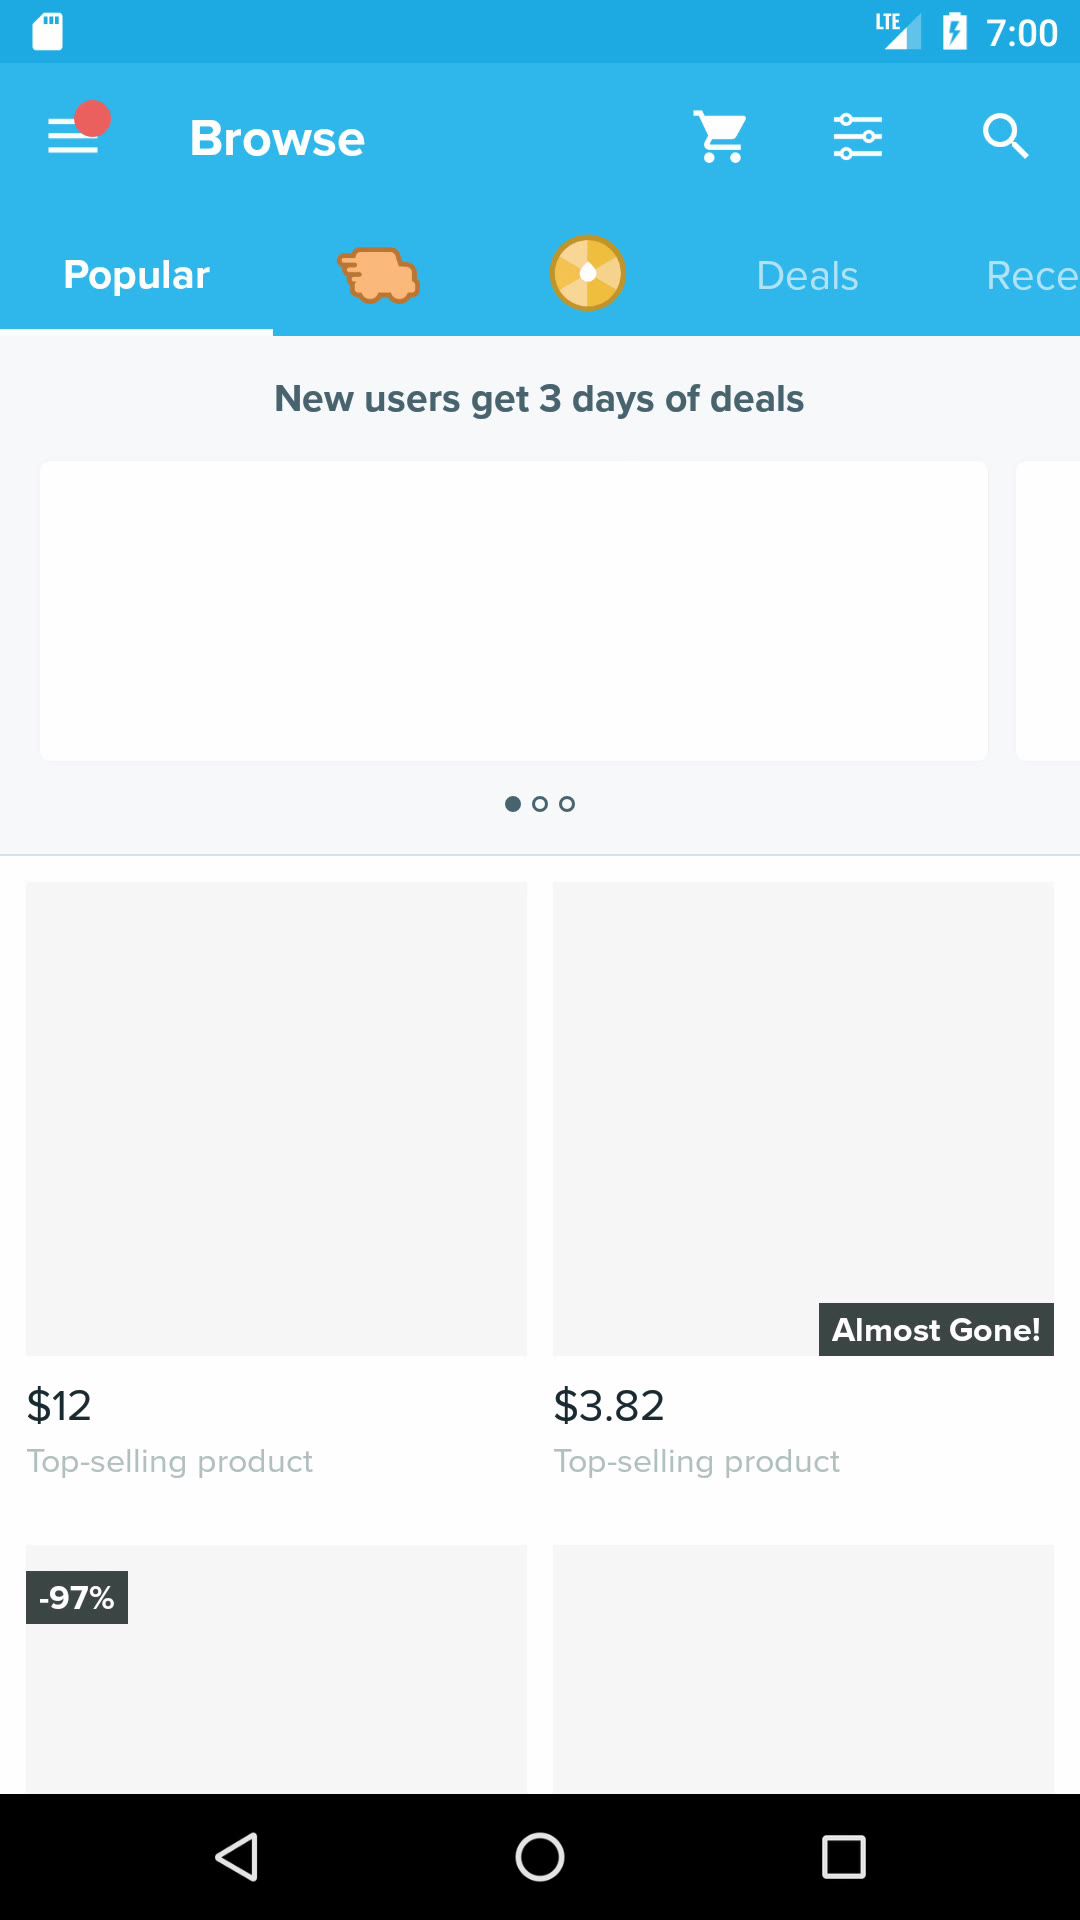 LTE 7:00
Browse
Popular Deals Rece
New users get 3 days of deals
Almost Gone!
$12 $3.82
Top-selling product Top-selling product
-97%